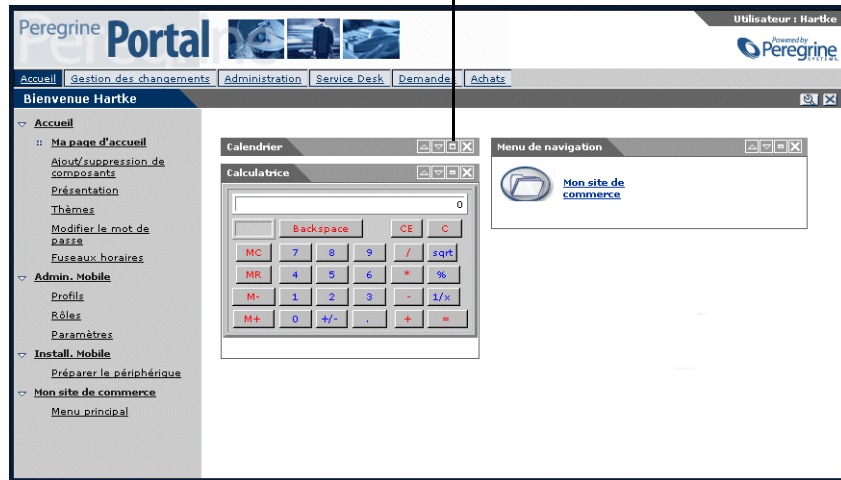 Peregrine Portal
Utilisateur : Hartke
Powered by
Peregrine
SYSTEMS
Accueil Gestion des changements Administration Service Desk Demandes Achats
Bienvenue Hartke
Accueil
Ma page d'accueil
Ajout/suppression de
composants
Présentation
Thèmes
Modifier le mot de
passe
Fuseaux horaires
Admin. Mobile
Profils
Rôles
Paramètres
Install. Mobile
Préparer le périphérique
Mon site de commerce
Menu principal
Calendrier
Calculatrice
0
Backspace CE C
MC 7 8 9 / sqrt
MR 4 5 6 * %
M- 1 2 3 - 1/x
M+ 0 +/- . + =
Menu de navigation
Mon site de
commerce